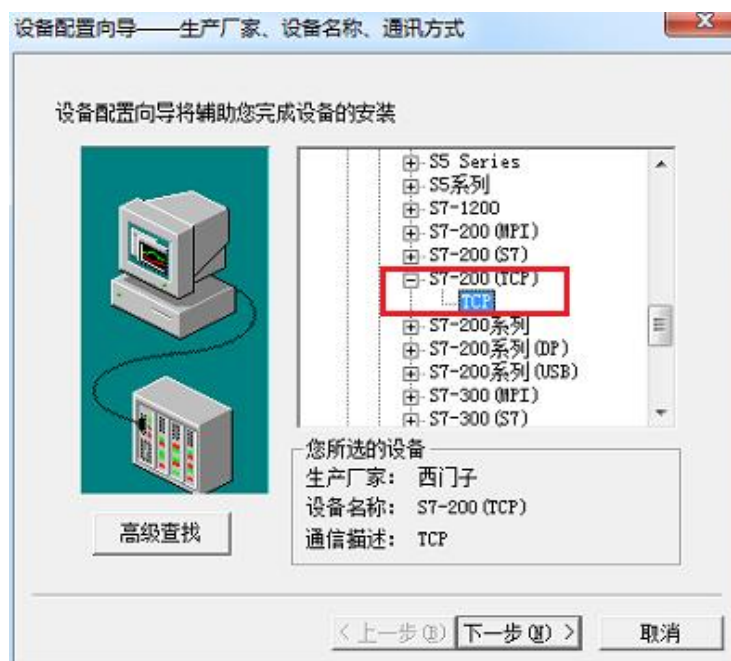 设备配置向导——生产厂家、设备名称、通讯方式
设备配置向导将辅助您完成设备的安装
S5 Series
S5系列
S7-1200
S7-200(MPI)
S7-200(S7)
S7-200(TCP)
TCP
S7-200系列
S7-200系列(DP)
S7-200系列(USB)
S7-300(MPI)
S7-300(S7)
您所选的设备
生产厂家： 西门子
设备名称： S7-200(TCP)
通信描述： TCP
高级查找
<上一步(B) 下一步(N)> 取消